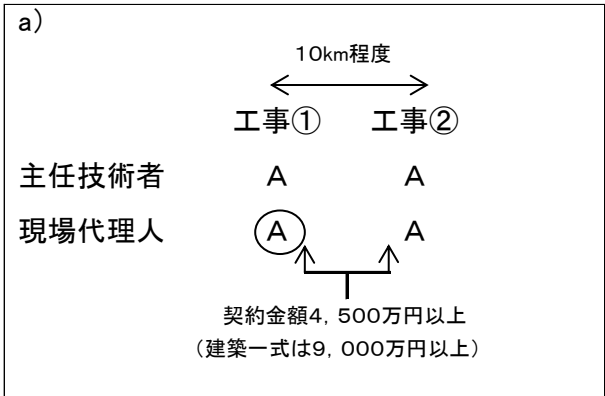 a)
10km程度
工事① 工事②
主任技術者 A A
現場代理人 A A
契約金額4,500万円以上
(建築一式は9,000万円以上)